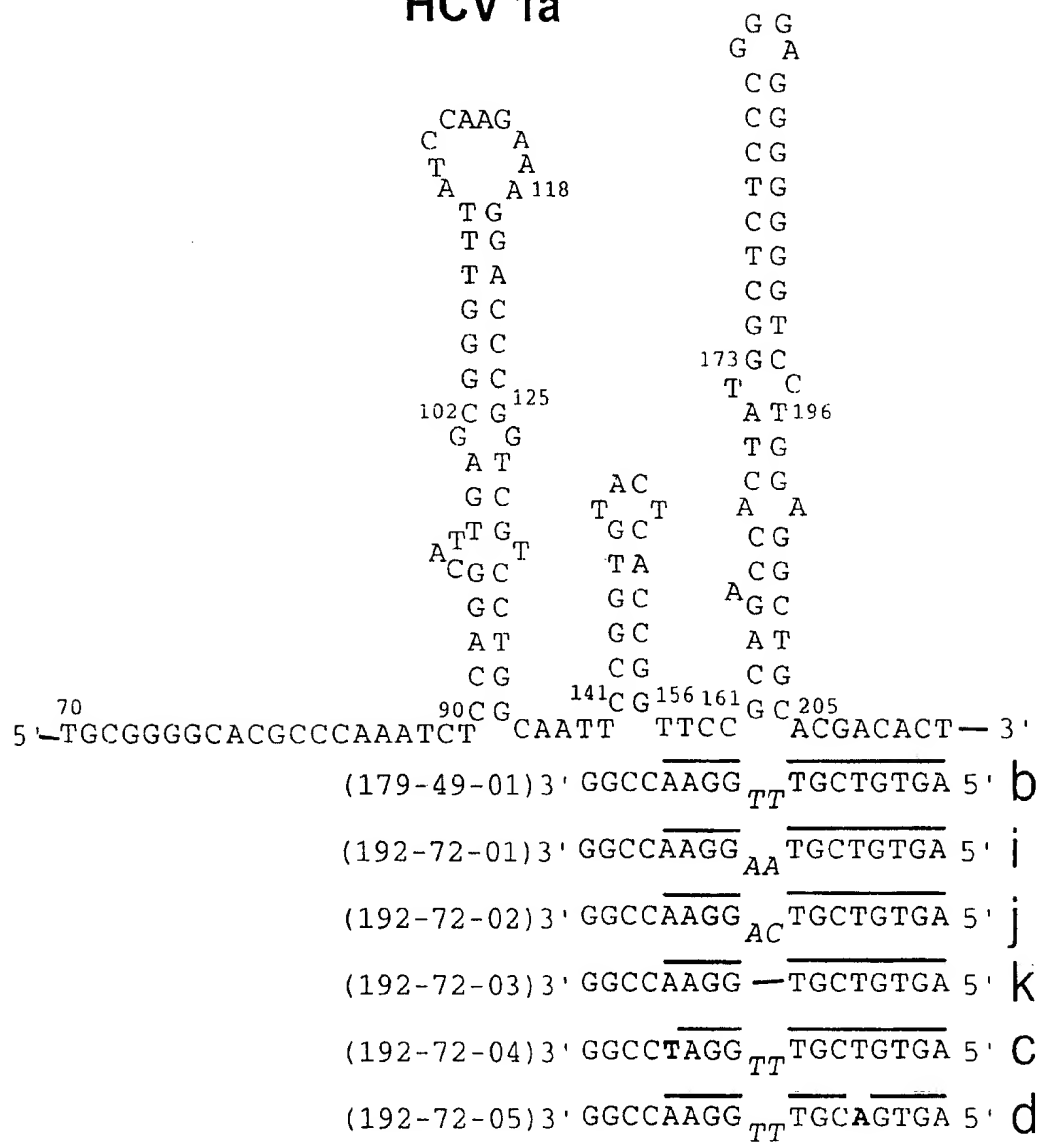 HCV 1a
G G
G A
C G
C G
CAAG
C G
C A
T G
T A
A A 118
C G
T G
T G
T G
C G
T A
G T
G C
173 G C
G C
T C
G C 125
A T 196
102 C G
T G
G G
C G
A T
AC
A A
G C
T T
C G
T T G
G C
A T
C G
C G C
T A
A
G C
G C
G C
A T
G C
A T
C G
C G
C G
70 90 C G 141 C G 156 161 G C 205
5'—TGCGGGGCACGCCCAAATCT CAATT TTCC ACGACACT—3'
(179-49-01)3' GGCCAAGG TT TGCTGTGA 5' b
(192-72-01)3' GGCCAAGG AA TGCTGTGA 5' i
(192-72-02)3' GGCCAAGG AC TGCTGTGA 5' j
(192-72-03)3' GGCCAAGG — TGCTGTGA 5' k
(192-72-04)3' GGCCTAGG TT TGCTGTGA 5' c
(192-72-05)3' GGCCAAGG TT TGCAGTGA 5' d